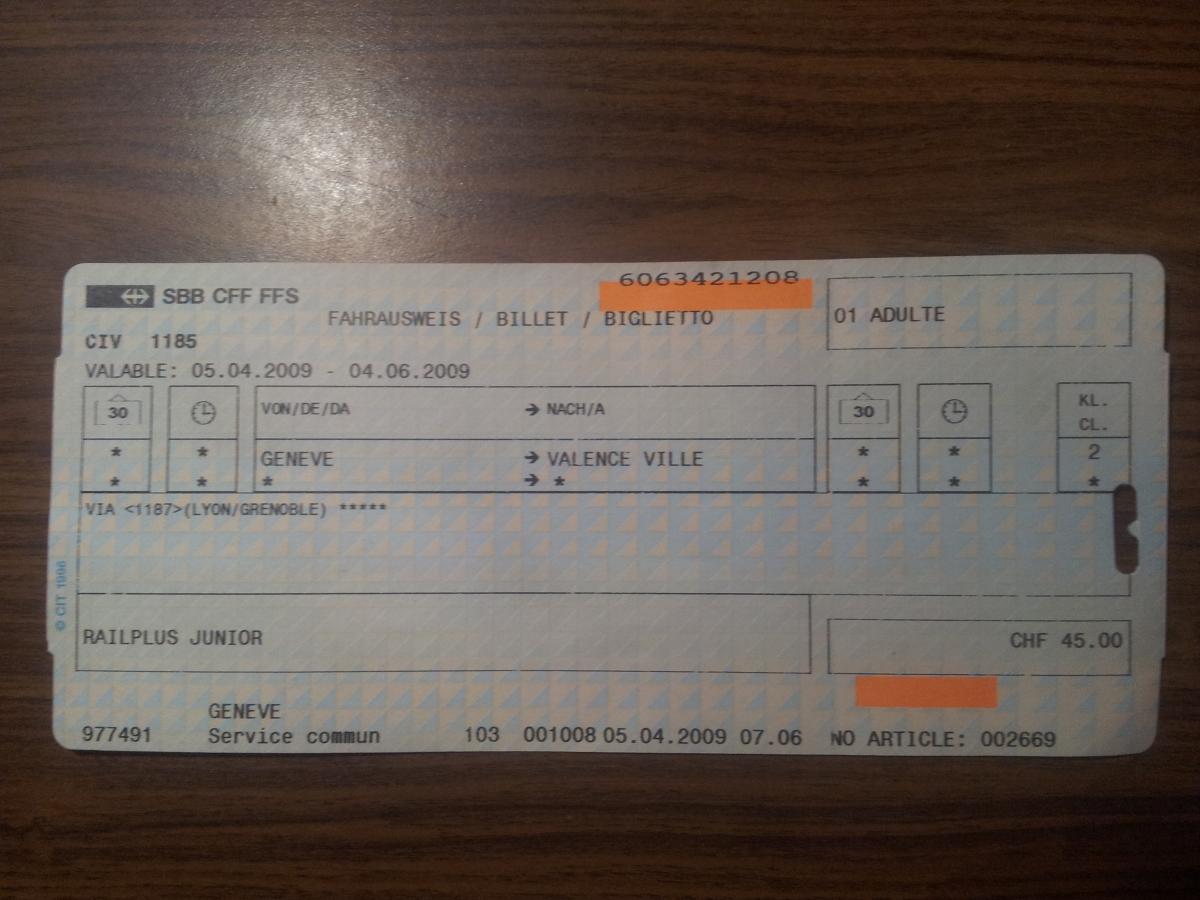 6063421208
SBB CFF FFS
FAHRAUSWEIS / BILLET / BIGLIETTO
01 ADULTE
CIV 1185
VALABLE: 05.04.2009 - 04.06.2009
30 VON/DE/DA → NACH/A 30 KL. CL.
* * GENEVE → VALENCE VILLE * * 2
* * * → * * * *
VIA <1187>(LYON/GRENOBLE) *****
© CIT 1996
RAILPLUS JUNIOR
CHF 45.00
GENEVE
977491 Service commun 103 001008 05.04.2009 07.06 NO ARTICLE: 002669